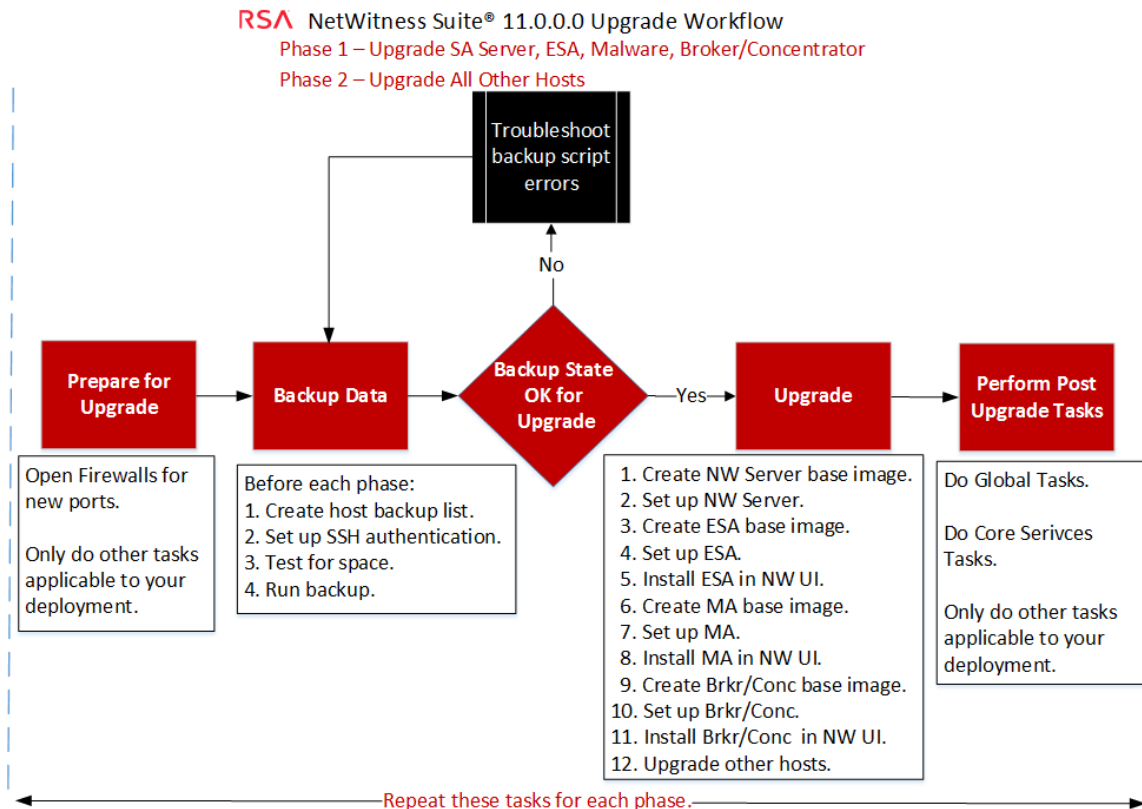 RSA NetWitness Suite® 11.0.0.0 Upgrade Workflow
Phase 1 – Upgrade SA Server, ESA, Malware, Broker/Concentrator
Phase 2 – Upgrade All Other Hosts
Troubleshoot
backup script
errors
No
Prepare for
Upgrade
Backup Data
Backup State
OK for
Upgrade
Yes
Upgrade
Perform Post
Upgrade Tasks
Open Firewalls for
new ports.
Only do other tasks
applicable to your
deployment.
Before each phase:
1. Create host backup list.
2. Set up SSH authentication.
3. Test for space.
4. Run backup.
1. Create NW Server base image.
2. Set up NW Server.
3. Create ESA base image.
4. Set up ESA.
5. Install ESA in NW UI.
6. Create MA base image.
7. Set up MA.
8. Install MA in NW UI.
9. Create Brkr/Conc base image.
10. Set up Brkr/Conc.
11. Install Brkr/Conc in NW UI.
12. Upgrade other hosts.
Do Global Tasks.
Do Core Serivces
Tasks.
Only do other tasks
applicable to your
deployment.
Repeat these tasks for each phase.